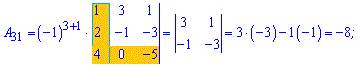 A₃₁ = (−1)³⁺¹ · |1 3 1; 2 −1 −3; 4 0 −5| = |3 1; −1 −3| = 3 · (−3) − 1(−1) = −8;